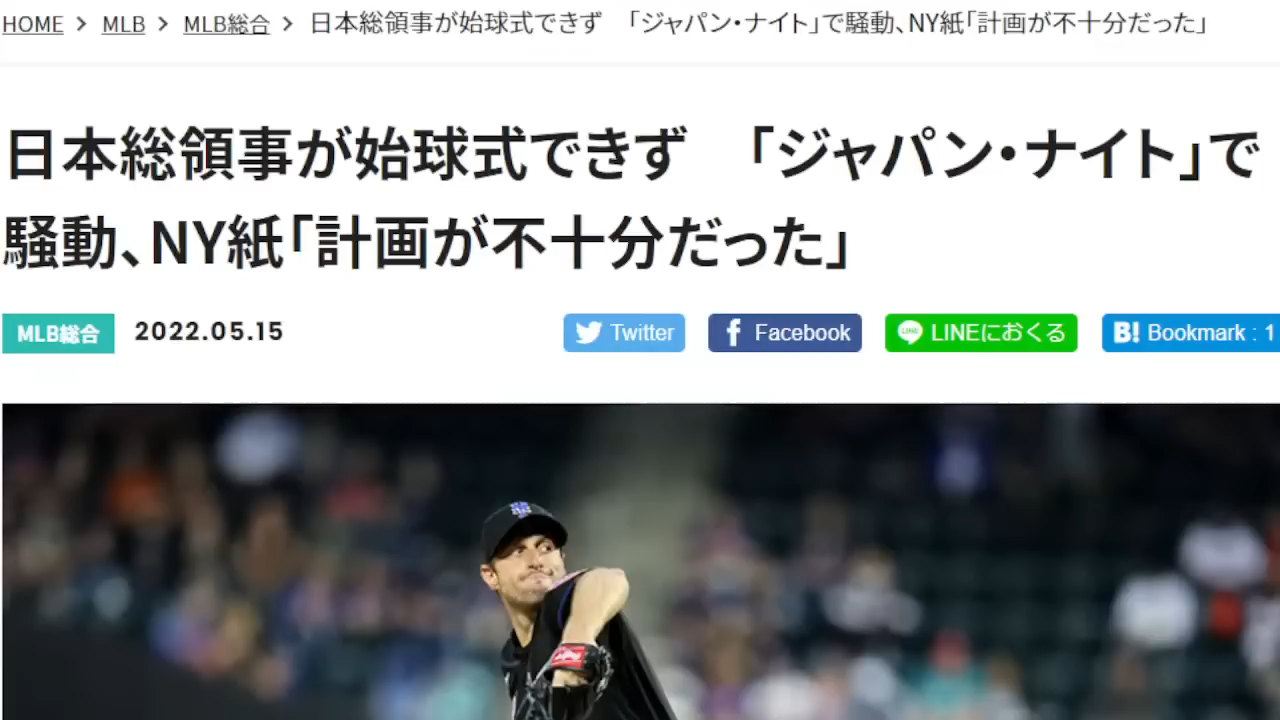 HOME > MLB > MLB総合 > 日本総領事が始球式できず　「ジャパン・ナイト」で騒動、NY紙「計画が不十分だった」
日本総領事が始球式できず　「ジャパン・ナイト」で
騒動、NY紙「計画が不十分だった」
MLB総合 2022.05.15 Twitter Facebook LINE LINEにおくる B! Bookmark : 1